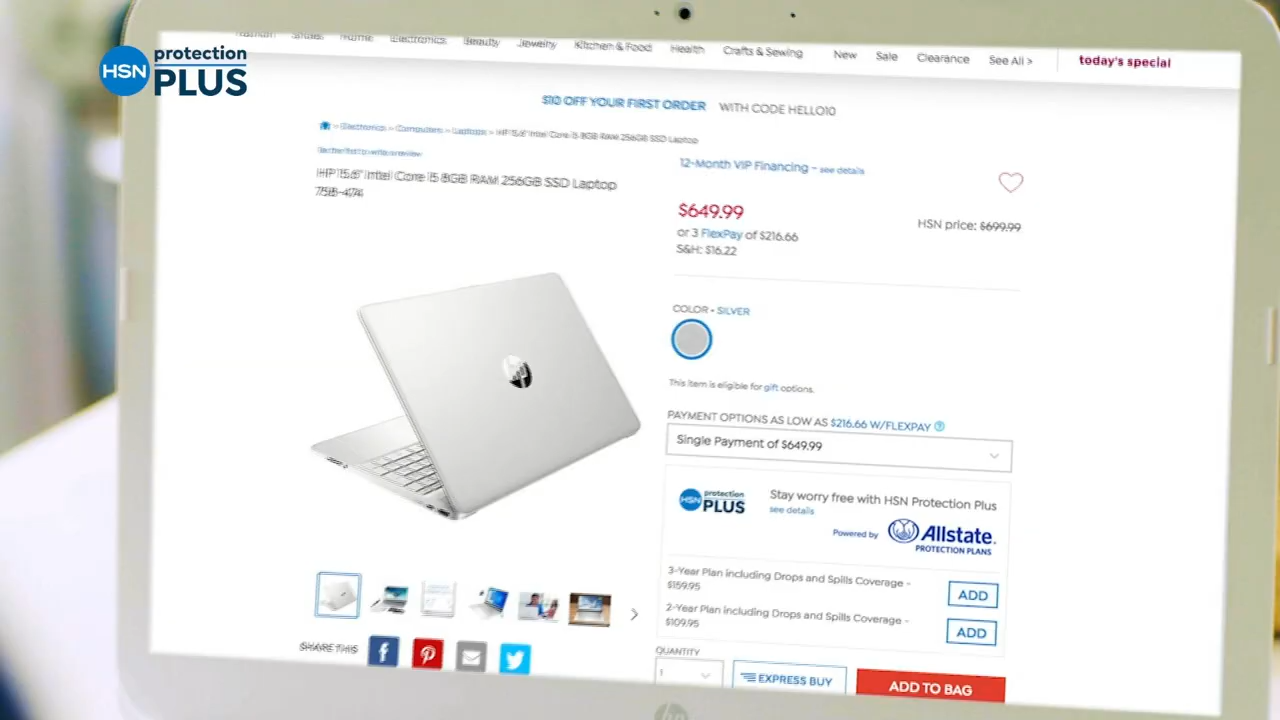 HSN protection PLUS
Home Electronics Beauty Jewelry Kitchen & Food Health Crafts & Sewing New Sale Clearance See All > today's special
$10 OFF YOUR FIRST ORDER WITH CODE HELLO10
> Electronics > Computers > Laptops > HP 15.6" Intel Core i5 8GB RAM 256GB SSD Laptop
Be the first to write a review
HP 15.6" Intel Core i5 8GB RAM 256GB SSD Laptop
12-Month VIP Financing - see details
$649.99
HSN price: $699.99
or 3 FlexPay of $216.66
S&H: $16.22
COLOR • SILVER
This item is eligible for gift options.
PAYMENT OPTIONS AS LOW AS $216.66 W/FLEXPAY ?
Single Payment of $649.99
HSN protection PLUS
Stay worry free with HSN Protection Plus
see details
Powered by Allstate.
PROTECTION PLANS
3-Year Plan including Drops and Spills Coverage -
$159.95
ADD
2-Year Plan including Drops and Spills Coverage -
$109.95
ADD
SHARE THIS
QUANTITY
1
EXPRESS BUY
ADD TO BAG
hp